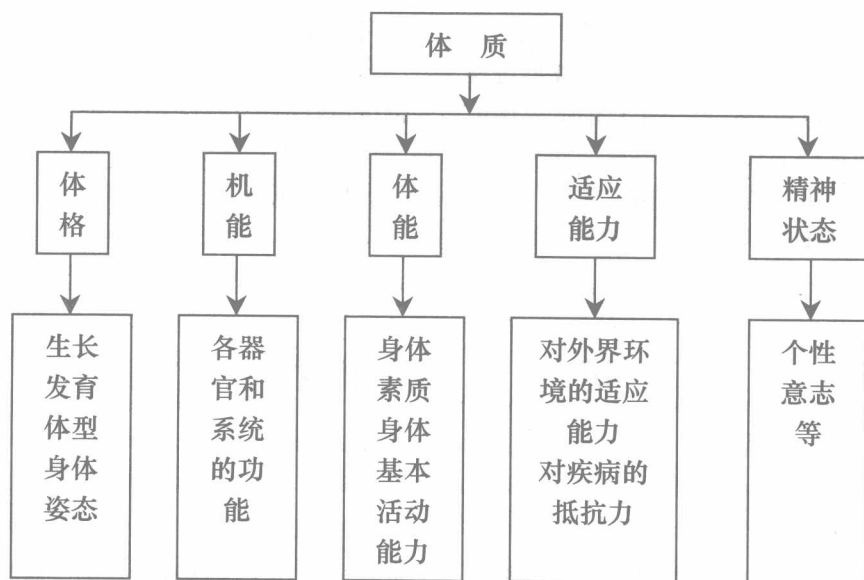 体 质
体
格
机
能
体
能
适应
能力
精神
状态
生长
发育
体型
身体
姿态
各器
官和
系统
的功
能
身体
素质
身体
基本
活动
能力
对外界环
境的适应
能力
对疾病的
抵抗力
个性
意志
等